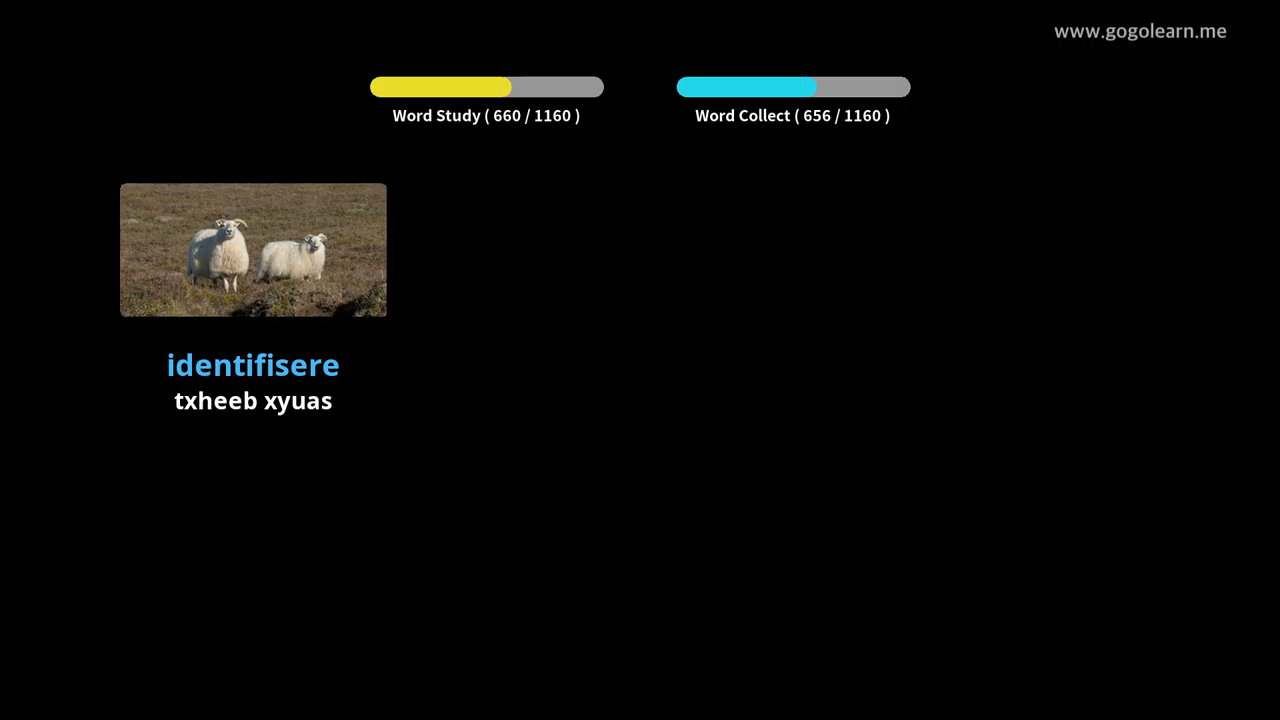 www.gogolearn.me
Word Study ( 660 / 1160 )
Word Collect ( 656 / 1160 )
identifisere
txheeb xyuas